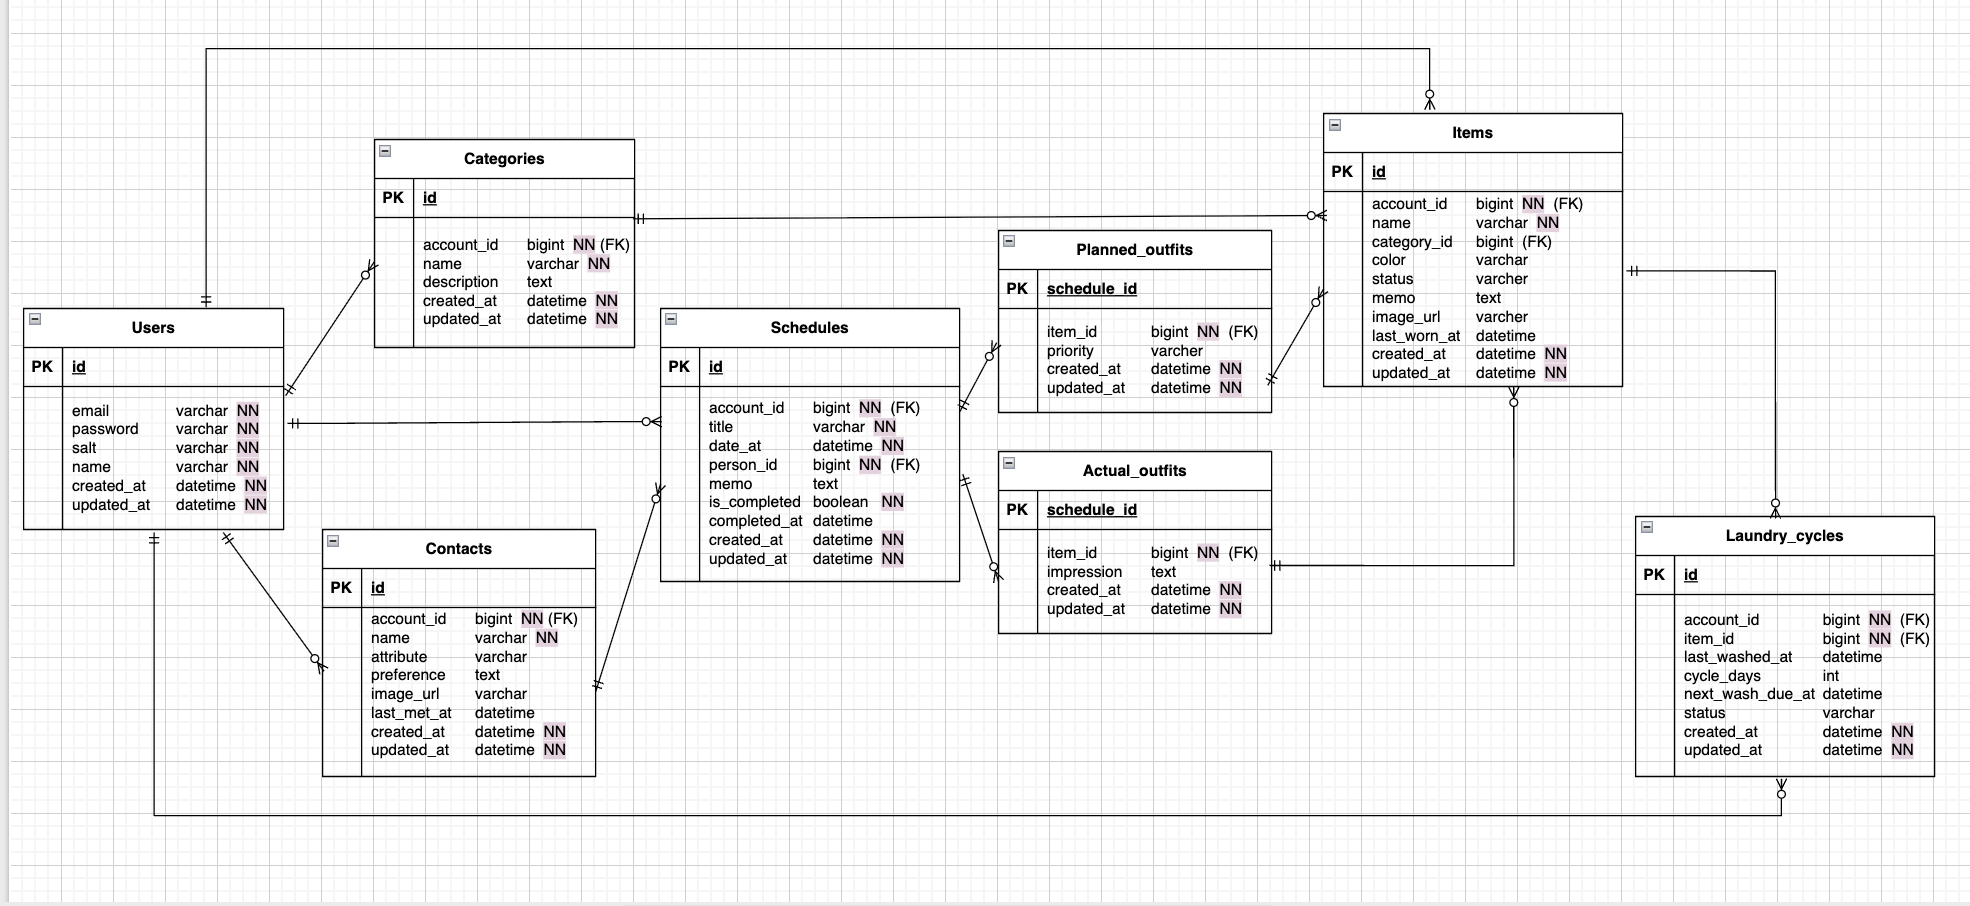 Users
PK id
email varchar NN
password varchar NN
salt varchar NN
name varchar NN
created_at datetime NN
updated_at datetime NN
Categories
PK id
account_id bigint NN (FK)
name varchar NN
description text
created_at datetime NN
updated_at datetime NN
Contacts
PK id
account_id bigint NN (FK)
name varchar NN
attribute varchar
preference text
image_url varchar
last_met_at datetime
created_at datetime NN
updated_at datetime NN
Schedules
PK id
account_id bigint NN (FK)
title varchar NN
date_at datetime NN
person_id bigint NN (FK)
memo text
is_completed boolean NN
completed_at datetime
created_at datetime NN
updated_at datetime NN
Planned_outfits
PK schedule_id
item_id bigint NN (FK)
priority varcher
created_at datetime NN
updated_at datetime NN
Actual_outfits
PK schedule_id
item_id bigint NN (FK)
impression text
created_at datetime NN
updated_at datetime NN
Items
PK id
account_id bigint NN (FK)
name varchar NN
category_id bigint (FK)
color varchar
status varcher
memo text
image_url varcher
last_worn_at datetime
created_at datetime NN
updated_at datetime NN
Laundry_cycles
PK id
account_id bigint NN (FK)
item_id bigint NN (FK)
last_washed_at datetime
cycle_days int
next_wash_due_at datetime
status varchar
created_at datetime NN
updated_at datetime NN